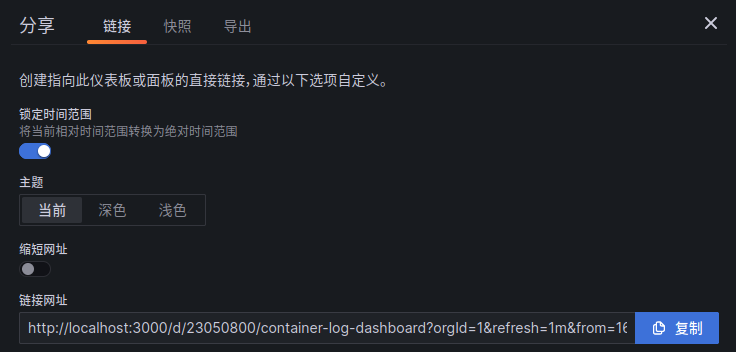 分享 链接 快照 导出
创建指向此仪表板或面板的直接链接，通过以下选项自定义。
锁定时间范围
将当前相对时间范围转换为绝对时间范围
主题
当前 深色 浅色
缩短网址
链接网址
http://localhost:3000/d/23050800/container-log-dashboard?orgId=1&refresh=1m&from=16 复制